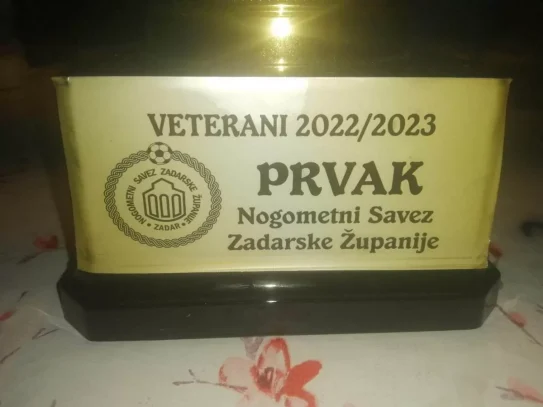 VETERANI 2022/2023
PRVAK
Nogometni Savez
Zadarske Županije
NOGOMETNI SAVEZ ZADARSKE ŽUPANIJE
• ZADAR •